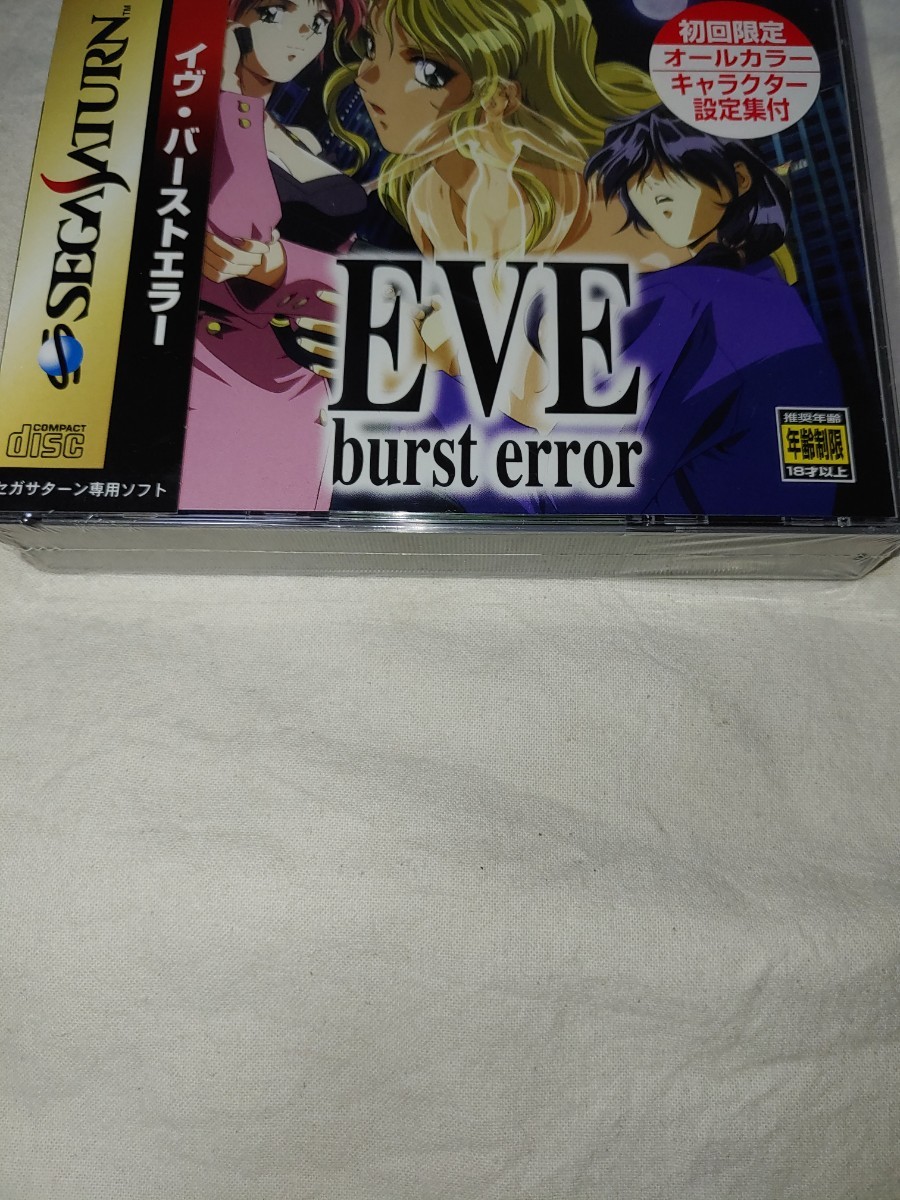 SEGA SATURN™
イヴ・バーストエラー
初回限定
オールカラー
キャラクター
設定集付
EVE
burst error
推奨年齢
年齢制限
18才以上
COMPACT
disc
セガサターン専用ソフト